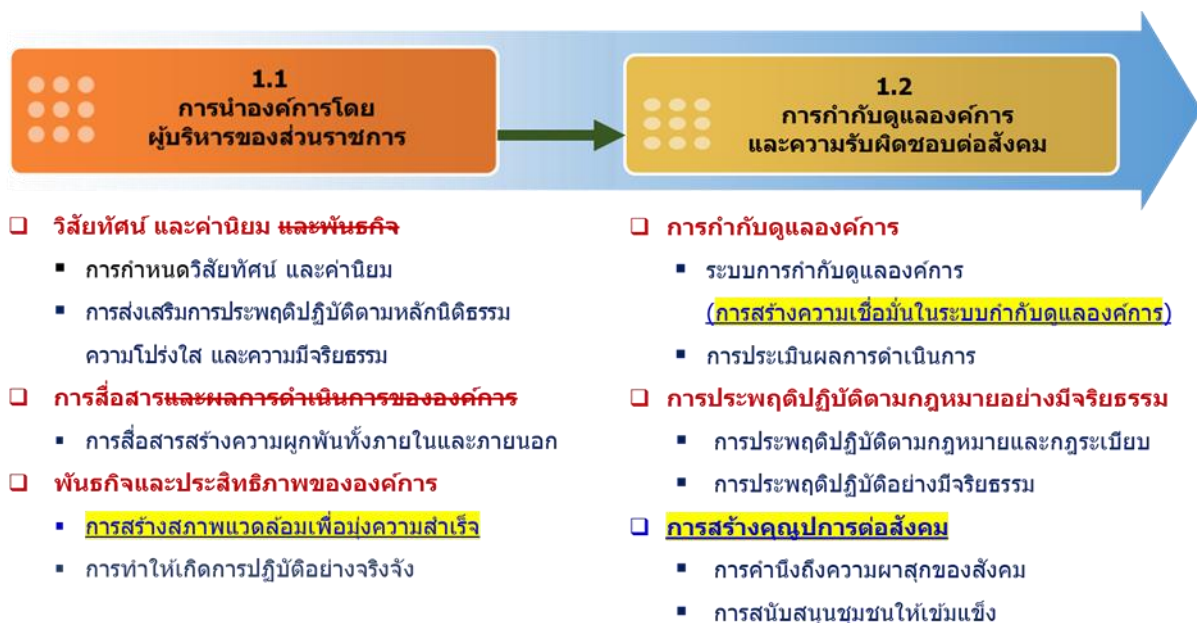 1.1
การนำองค์การโดย
ผู้บริหารของส่วนราชการ
1.2
การกำกับดูแลองค์การ
และความรับผิดชอบต่อสังคม
วิสัยทัศน์ และค่านิยม และพันธกิจ
การกำหนดวิสัยทัศน์ และค่านิยม
การส่งเสริมการประพฤติปฏิบัติตามหลักนิติธรรม
ความโปร่งใส และความมีจริยธรรม
การสื่อสารและผลการดำเนินการขององค์การ
การสื่อสารสร้างความผูกพันทั้งภายในและภายนอก
พันธกิจและประสิทธิภาพขององค์การ
การสร้างสภาพแวดล้อมเพื่อมุ่งความสำเร็จ
การทำให้เกิดการปฏิบัติอย่างจริงจัง
การกำกับดูแลองค์การ
ระบบการกำกับดูแลองค์การ
(การสร้างความเชื่อมั่นในระบบกำกับดูแลองค์การ)
การประเมินผลการดำเนินการ
การประพฤติปฏิบัติตามกฎหมายอย่างมีจริยธรรม
การประพฤติปฏิบัติตามกฎหมายและกฎระเบียบ
การประพฤติปฏิบัติอย่างมีจริยธรรม
การสร้างคุณูปการต่อสังคม
การคำนึงถึงความผาสุกของสังคม
การสนับสนุนชุมชนให้เข้มแข็ง